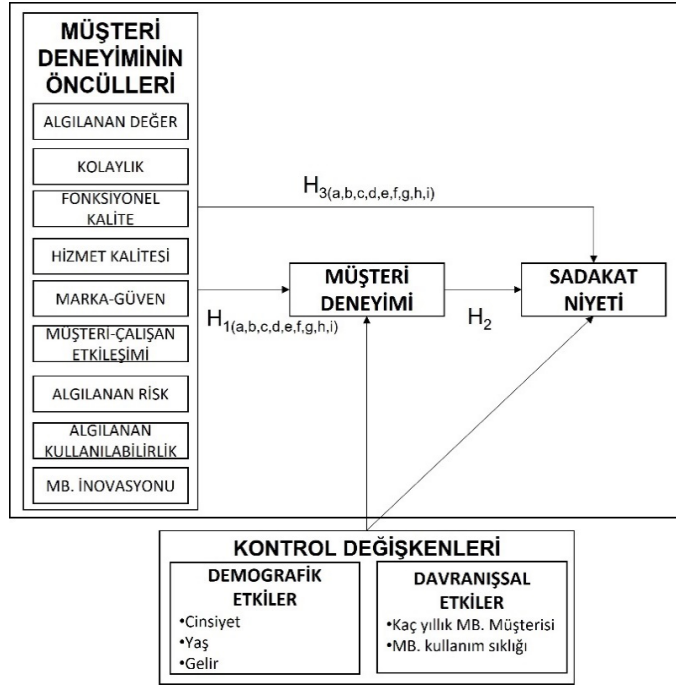 MÜŞTERİ
DENEYİMİNİN
ÖNCÜLLERİ
ALGILANAN DEĞER
KOLAYLIK
FONKSİYONEL
KALİTE
HİZMET KALİTESİ
MARKA-GÜVEN
MÜŞTERİ-ÇALIŞAN
ETKİLEŞİMİ
ALGILANAN RİSK
ALGILANAN
KULLANILABİLİRLİK
MB. İNOVASYONU
H3(a,b,c,d,e,f,g,h,i)
H1(a,b,c,d,e,f,g,h,i)
MÜŞTERİ
DENEYİMİ
H2
SADAKAT
NİYETİ
KONTROL DEĞİŞKENLERİ
DEMOGRAFİK
ETKİLER
•Cinsiyet
•Yaş
•Gelir
DAVRANIŞSAL
ETKİLER
•Kaç yıllık MB. Müşterisi
•MB. kullanım sıklığı